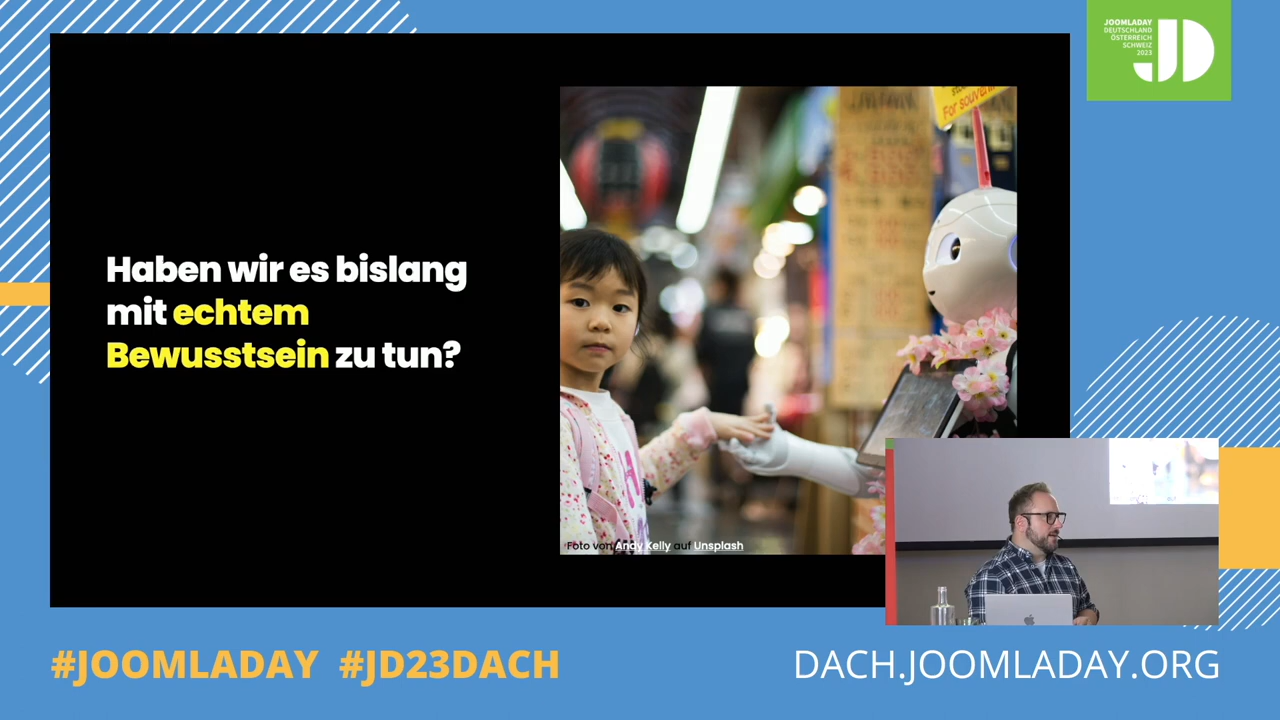 JOOMLADAY
DEUTSCHLAND
ÖSTERREICH
SCHWEIZ
2023
JD
For souvenir
Haben wir es bislang
mit echtem
Bewusstsein zu tun?
Foto von Andy Kelly auf Unsplash
#JOOMLADAY #JD23DACH
DACH.JOOMLADAY.ORG